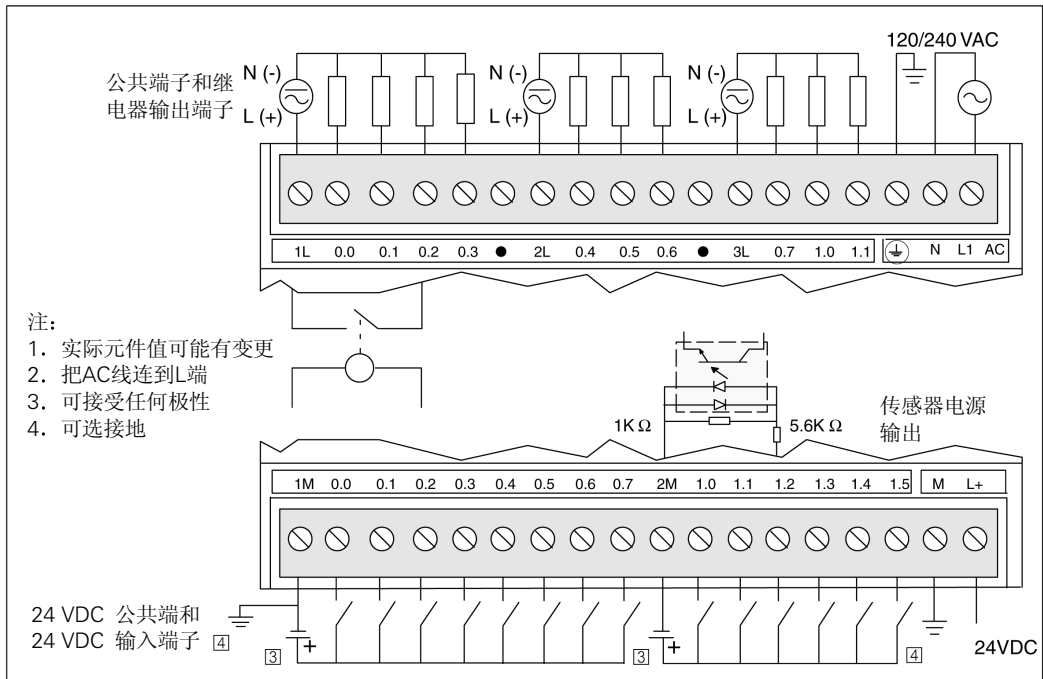 120/240 VAC
公共端子和继
电器输出端子
N (-) N (-) N (-)
L (+) L (+) L (+)
1L 0.0 0.1 0.2 0.3 ● 2L 0.4 0.5 0.6 ● 3L 0.7 1.0 1.1 N L1 AC
注：
1. 实际元件值可能有变更
2. 把AC线连到L端
3. 可接受任何极性
4. 可选接地
1K Ω 5.6K Ω
传感器电源
输出
1M 0.0 0.1 0.2 0.3 0.4 0.5 0.6 0.7 2M 1.0 1.1 1.2 1.3 1.4 1.5 M L+
24 VDC 公共端和
24 VDC 输入端子 4
3 + 3 + 4
24VDC